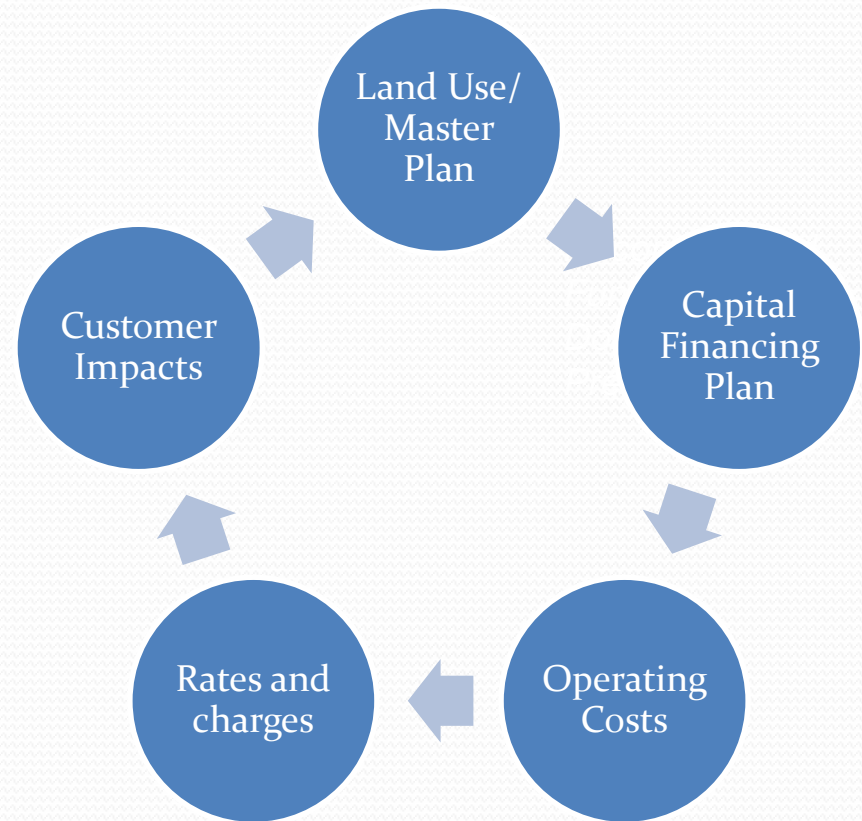 Land Use/
Master
Plan
Capital
Financing
Plan
Operating
Costs
Rates and
charges
Customer
Impacts